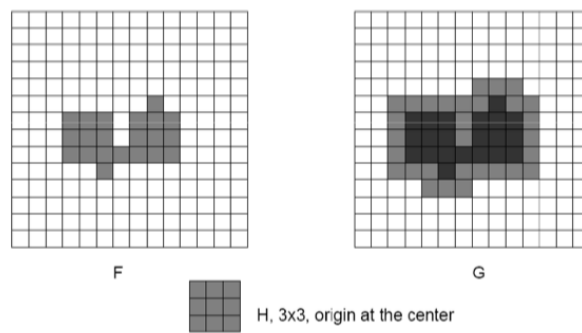 F
G
H, 3x3, origin at the center